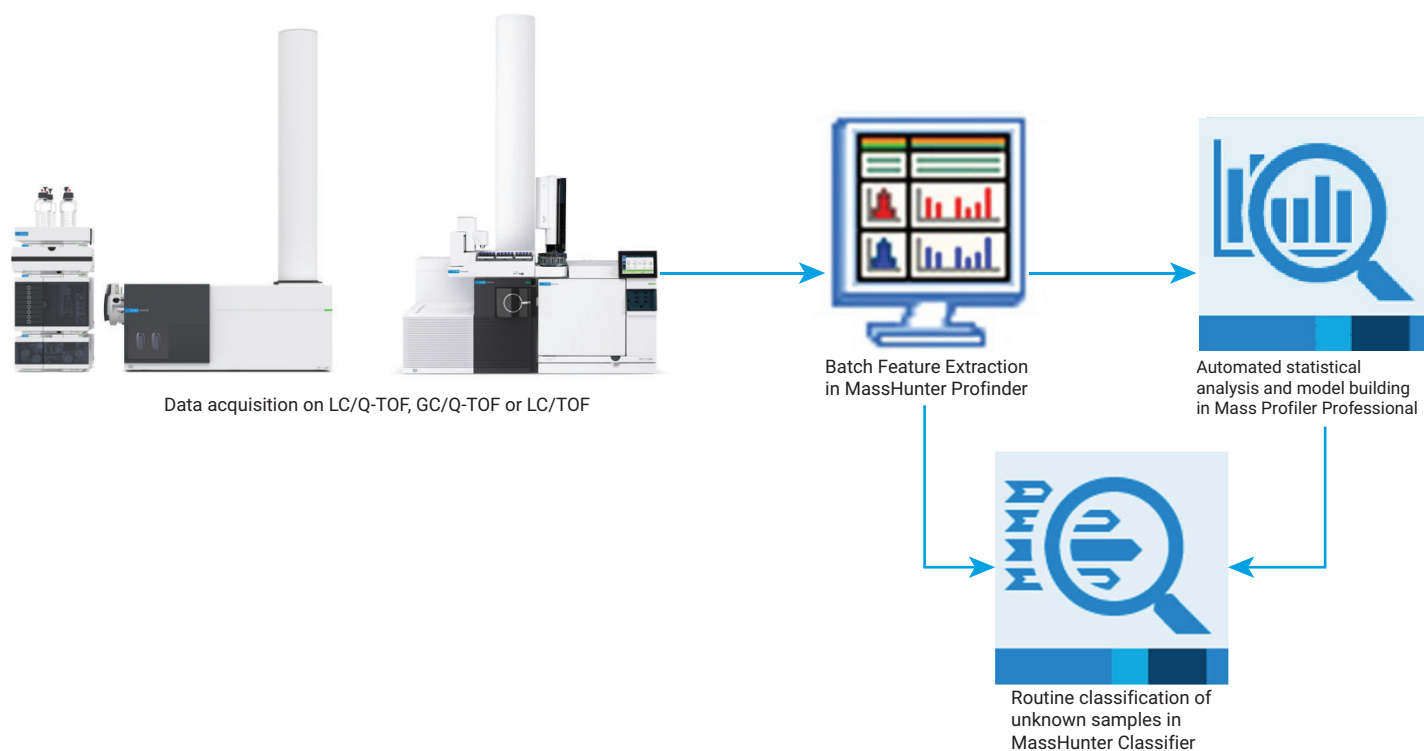 Data acquisition on LC/Q-TOF, GC/Q-TOF or LC/TOF
Batch Feature Extraction
in MassHunter Profinder
Automated statistical
analysis and model building
in Mass Profiler Professional
Routine classification of
unknown samples in
MassHunter Classifier